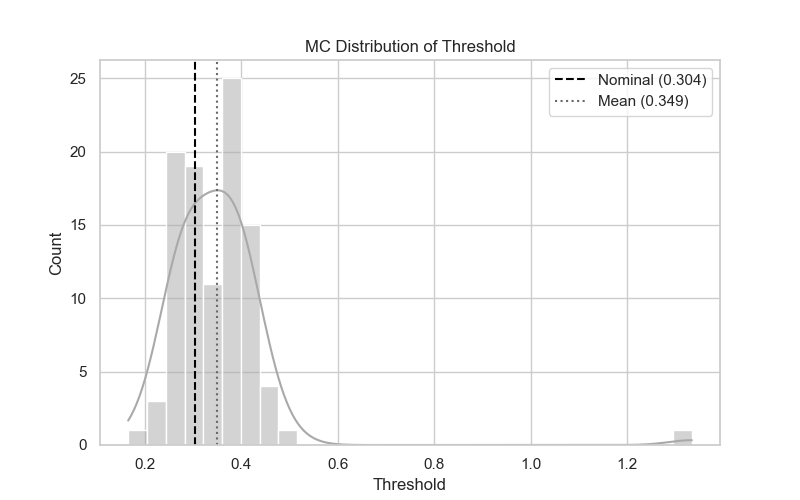 MC Distribution of Threshold
Nominal (0.304)
Mean (0.349)
Count
25
20
15
10
5
0
0.2 0.4 0.6 0.8 1.0 1.2
Threshold